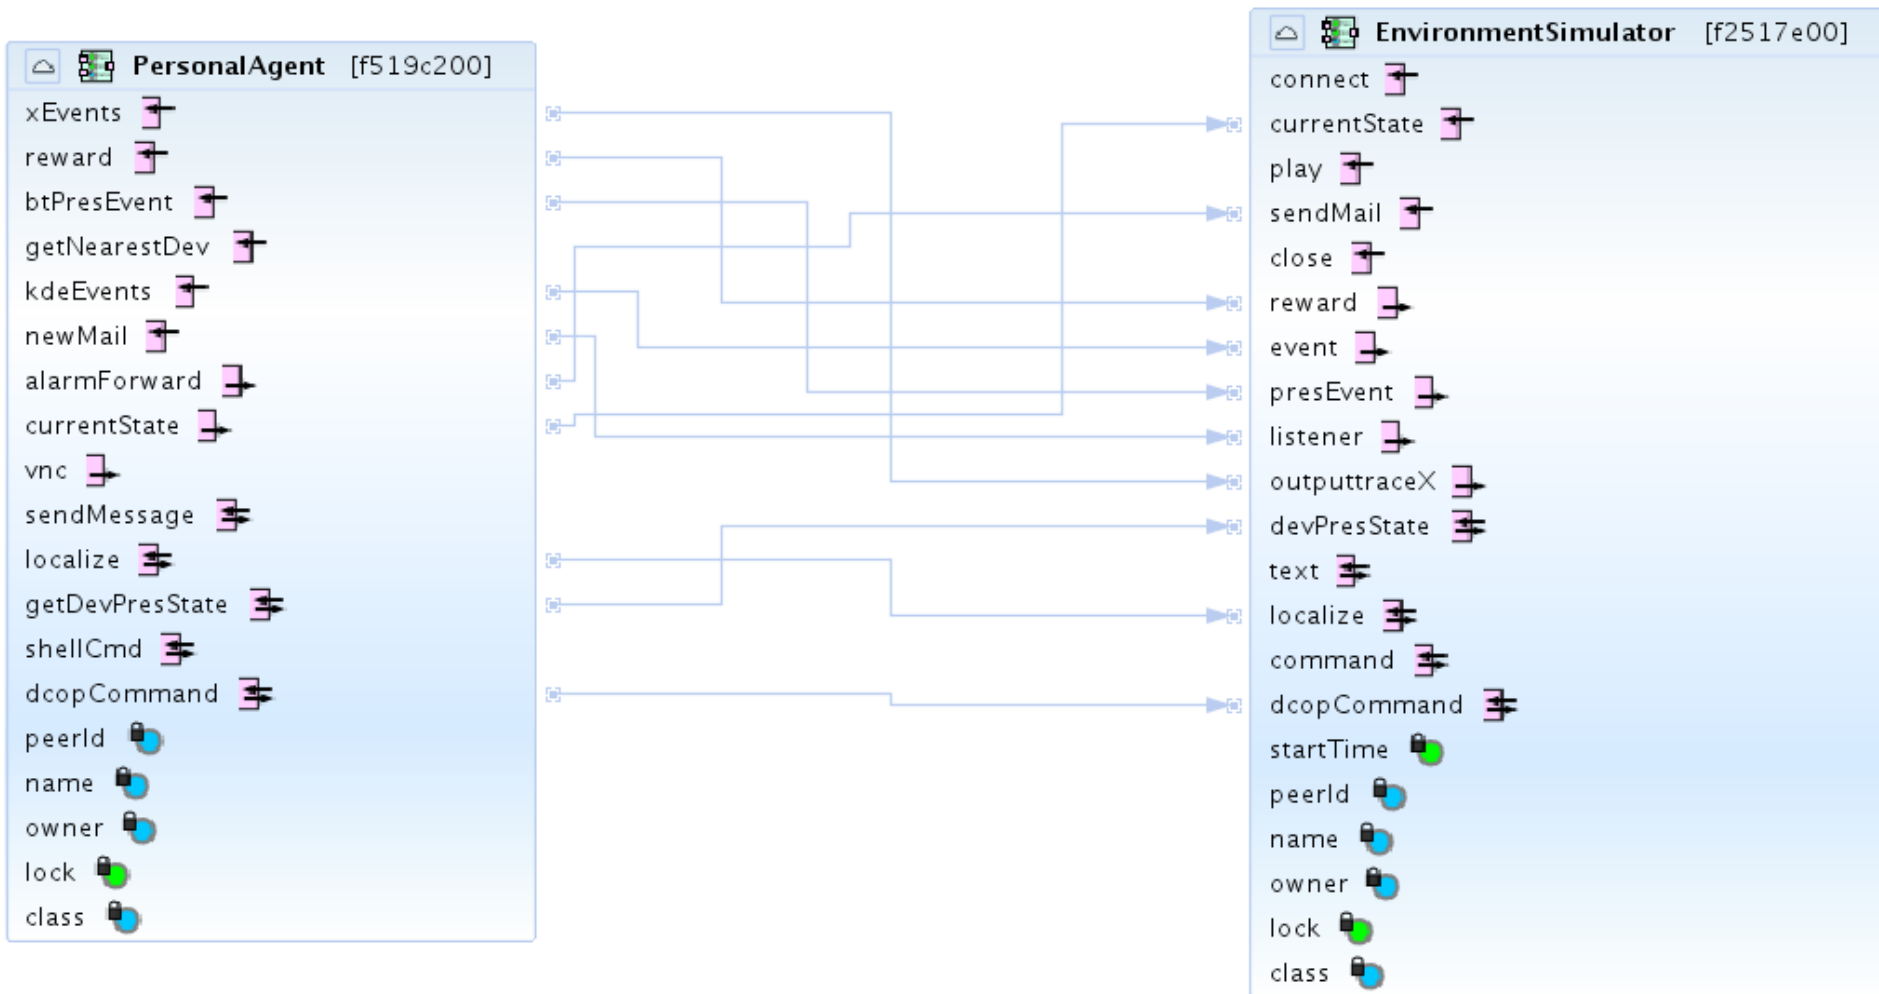 PersonalAgent [f519c200]
xEvents
reward
btPresEvent
getNearestDev
kdeEvents
newMail
alarmForward
currentState
vnc
sendMessage
localize
getDevPresState
shellCmd
dcopCommand
peerId
name
owner
lock
class
EnvironmentSimulator [f2517e00]
connect
currentState
play
sendMail
close
reward
event
presEvent
listener
outputtraceX
devPresState
text
localize
command
dcopCommand
startTime
peerId
name
owner
lock
class